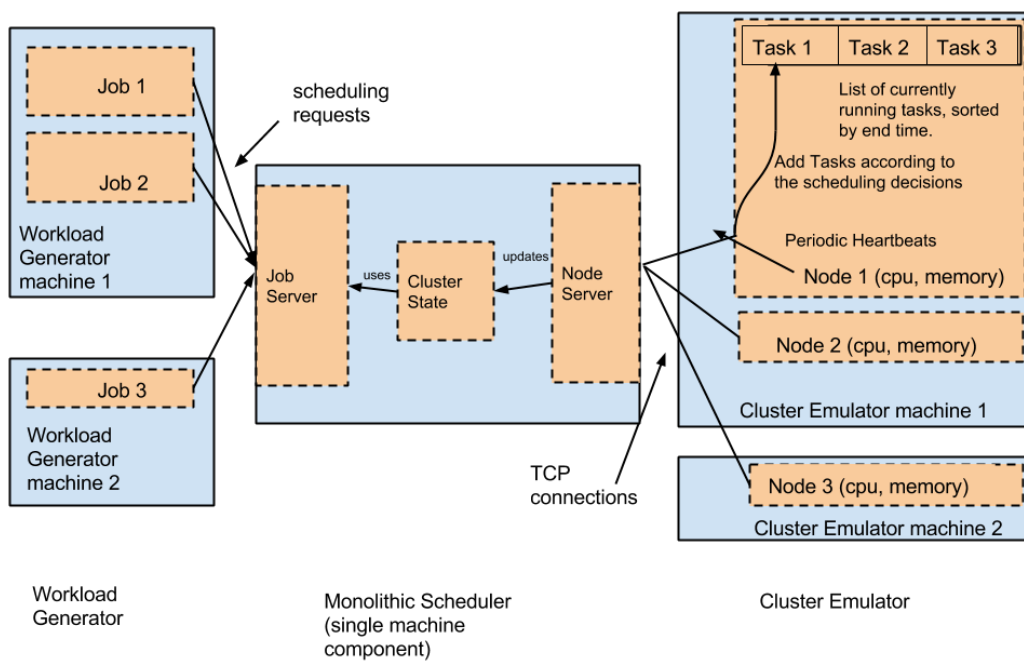 Job 1
Job 2
Workload
Generator
machine 1
Job 3
Workload
Generator
machine 2
scheduling
requests
Job
Server
uses
Cluster
State
updates
Node
Server
TCP
connections
Task 1
Task 2
Task 3
List of currently
running tasks, sorted
by end time.
Add Tasks according to
the scheduling decisions
Periodic Heartbeats
Node 1 (cpu, memory)
Node 2 (cpu, memory)
Cluster Emulator machine 1
Node 3 (cpu, memory)
Cluster Emulator machine 2
Workload
Generator
Monolithic Scheduler
(single machine
component)
Cluster Emulator